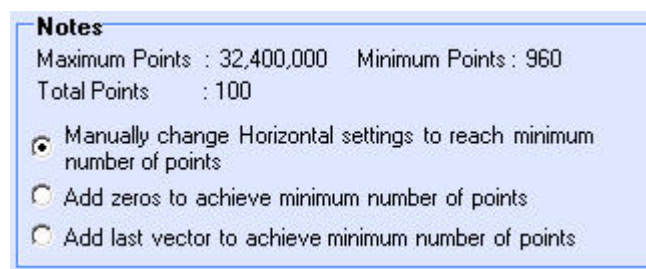 Notes
Maximum Points : 32,400,000 Minimum Points : 960
Total Points : 100
Manually change Horizontal settings to reach minimum
number of points
Add zeros to achieve minimum number of points
Add last vector to achieve minimum number of points